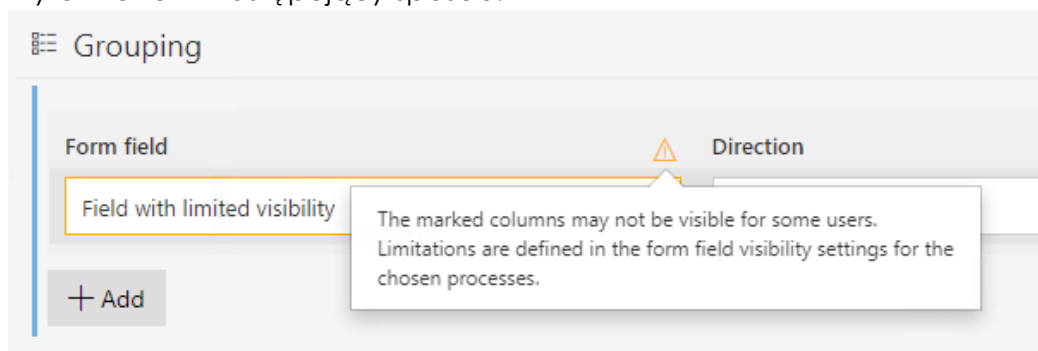 Grouping
Form field
Direction
Field with limited visibility
The marked columns may not be visible for some users.
Limitations are defined in the form field visibility settings for the
chosen processes.
+ Add